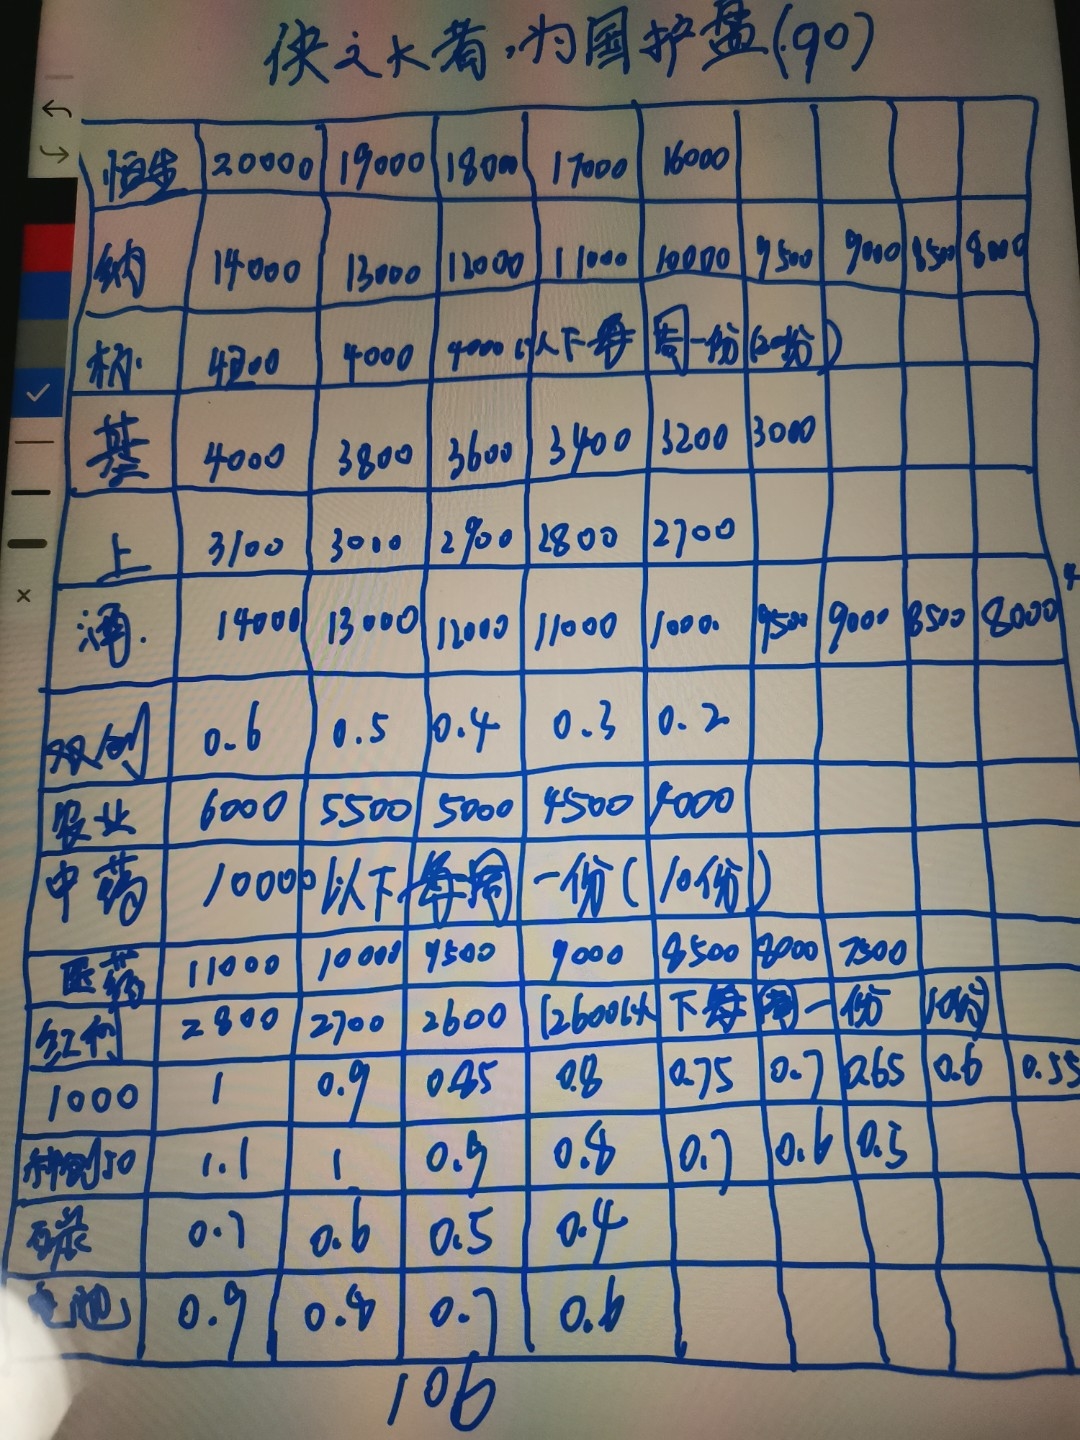 侠之大者,为国护盘(.90)
恒生 20000 19000 18000 17000 16000
纳 14000 13000 12000 11000 10000 9500 9000 8500 8000
标. 4200 4000 4000以下每周一份(20份)
基 4000 3800 3600 3400 3200 3000
上 3100 3000 2900 2800 2700
通. 14000 13000 12000 11000 1000. 9500 9000 8500 8000
双创 0.6 0.5 0.4 0.3 0.2
农业 6000 5500 5000 4500 4000
中药 10000以下每周一份(10份)
医药 11000 10000 9500 9000 8500 8000 7500
红利 2800 2700 2600 (2600以下每周一份 10份)
1000 1 0.9 0.85 0.8 0.75 0.7 0.65 0.6 0.55
科创50 1.1 1 0.9 0.8 0.7 0.6 0.5
碳 0.7 0.6 0.5 0.4
电池 0.9 0.8 0.7 0.6
106